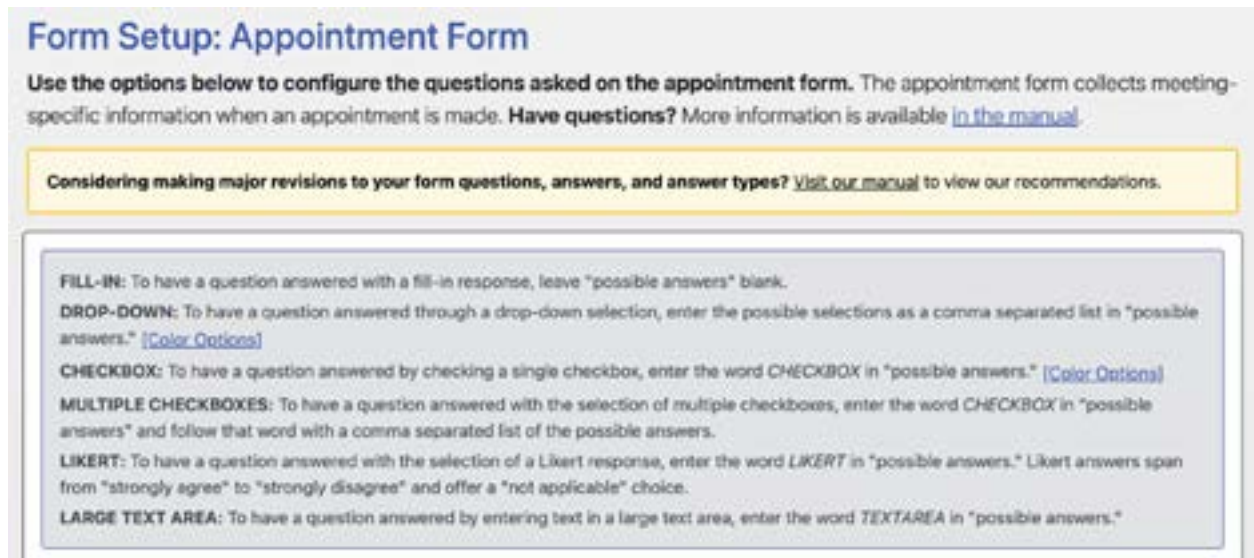 Form Setup: Appointment Form
Use the options below to configure the questions asked on the appointment form. The appointment form collects meeting-
specific information when an appointment is made. Have questions? More information is available in the manual.
Considering making major revisions to your form questions, answers, and answer types? Visit our manual to view our recommendations.
FILL-IN: To have a question answered with a fill-in response, leave "possible answers" blank.
DROP-DOWN: To have a question answered through a drop-down selection, enter the possible selections as a comma separated list in "possible
answers." [Color Options]
CHECKBOX: To have a question answered by checking a single checkbox, enter the word CHECKBOX in "possible answers." [Color Options]
MULTIPLE CHECKBOXES: To have a question answered with the selection of multiple checkboxes, enter the word CHECKBOX in "possible
answers" and follow that word with a comma separated list of the possible answers.
LIKERT: To have a question answered with the selection of a Likert response, enter the word LIKERT in "possible answers." Likert answers span
from "strongly agree" to "strongly disagree" and offer a "not applicable" choice.
LARGE TEXT AREA: To have a question answered by entering text in a large text area, enter the word TEXTAREA in "possible answers."